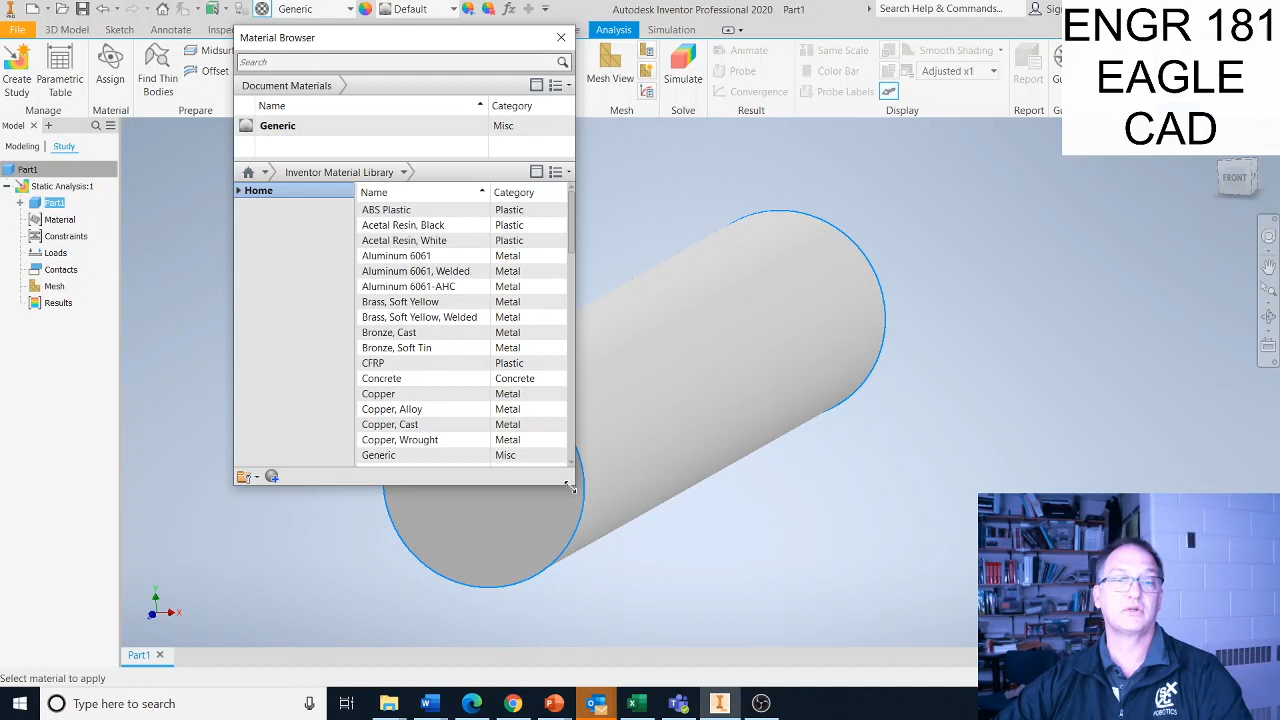 Generic
Default
Autodesk Inventor Professional 2020 Part1
Search Help & Commands...
File
3D Model
Sketch
Annotate
Analysis
Simulation
Create
Study
Parametric
Table
Assign
Find Thin
Bodies
Midsurf
Offset
Mesh View
Simulate
Animate
Probe
Convergence
Same Scale
Color Bar
Probe Labels
Smooth Shading
Adjusted x1
Report
Manage
Material
Prepare
Mesh
Solve
Result
Display
Report
ENGR 181
EAGLE
CAD
Model
Modeling
Study
Part1
Static Analysis:1
Part1
Material
Constraints
Loads
Contacts
Mesh
Results
Material Browser
Search
Document Materials
Name
Category
Generic
Misc
Inventor Material Library
Home
Name
Category
ABS Plastic
Plastic
Acetal Resin, Black
Plastic
Acetal Resin, White
Plastic
Aluminum 6061
Metal
Aluminum 6061, Welded
Metal
Aluminum 6061-AHC
Metal
Brass, Soft Yellow
Metal
Brass, Soft Yellow, Welded
Metal
Bronze, Cast
Metal
Bronze, Soft Tin
Metal
CFRP
Plastic
Concrete
Concrete
Copper
Metal
Copper, Alloy
Metal
Copper, Cast
Metal
Copper, Wrought
Metal
Generic
Misc
FRONT
Y
X
Part1
Select material to apply
Type here to search
ROBOTICS